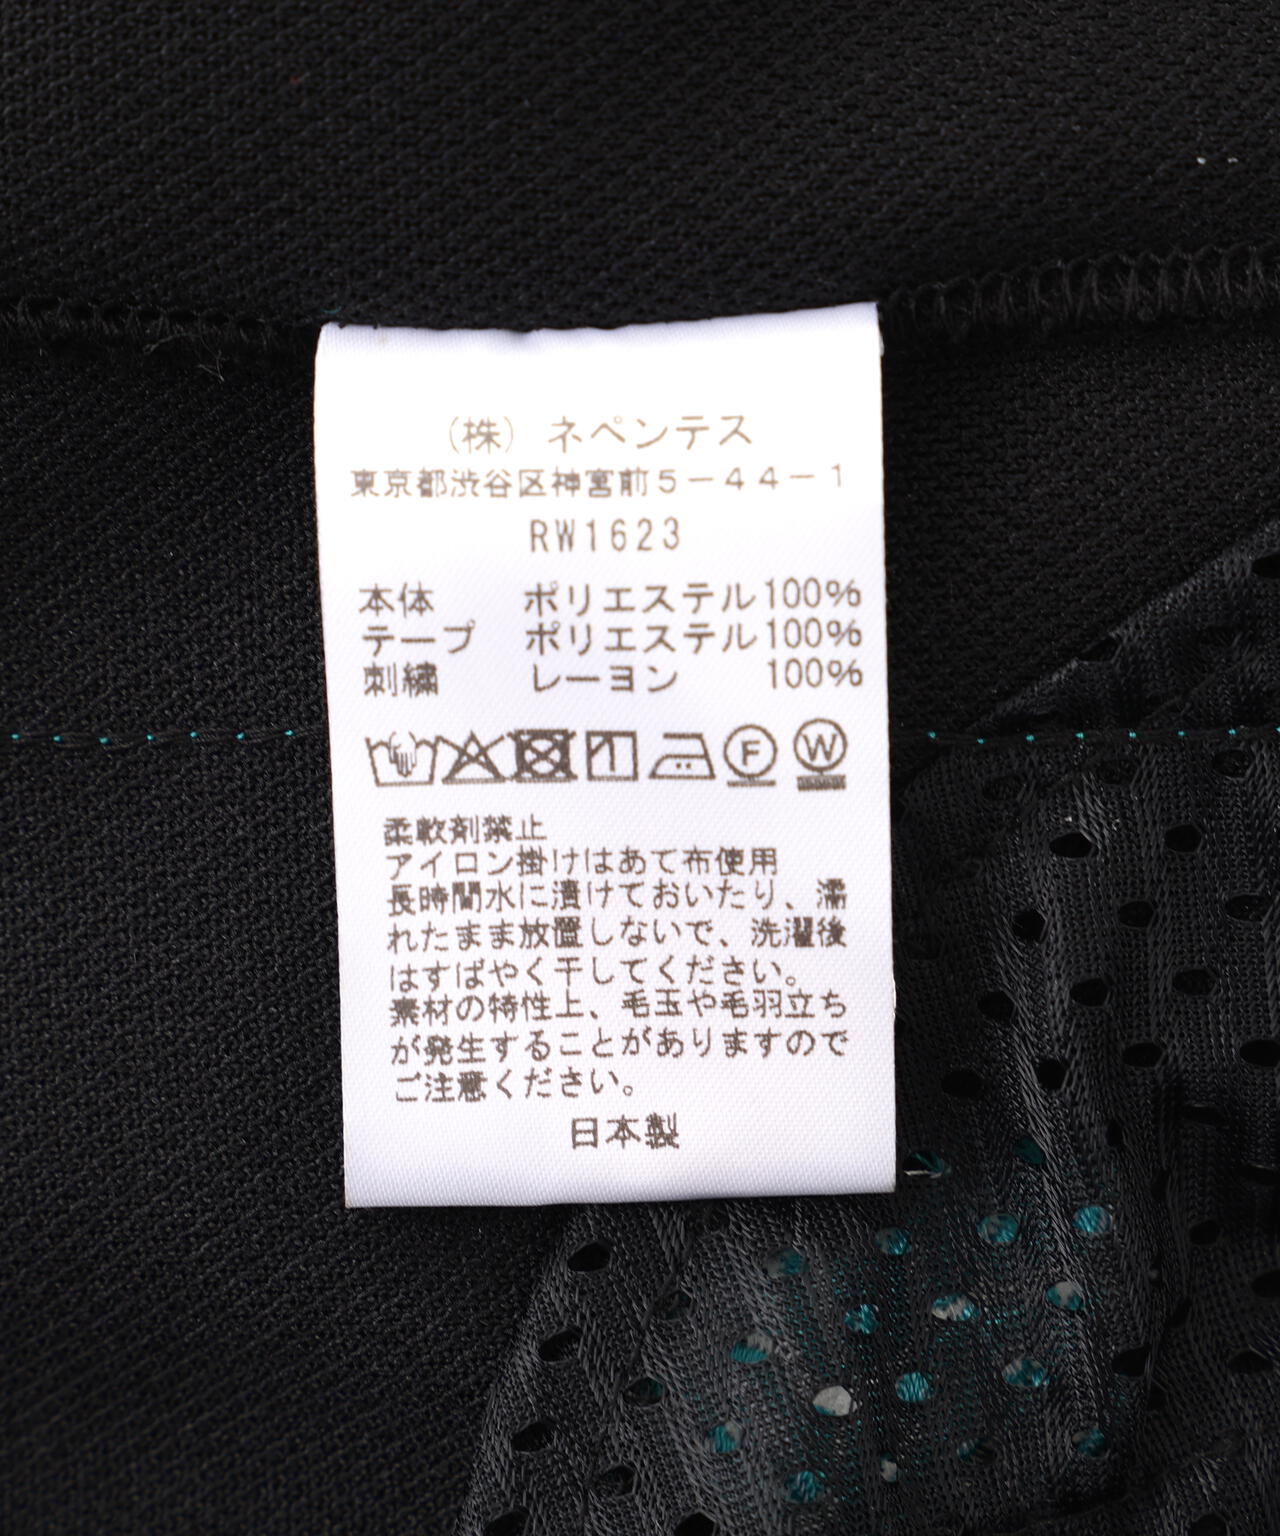 （株）ネペンテス
東京都渋谷区神宮前５－４４－１
RW1623
本体 ポリエステル100%
テープ ポリエステル100%
刺繍 レーヨン 100%
F W
柔軟剤禁止
アイロン掛けはあて布使用
長時間水に漬けておいたり、濡
れたまま放置しないで、洗濯後
はすばやく干してください。
素材の特性上、毛玉や毛羽立ち
が発生することがありますので
ご注意ください。
日本製